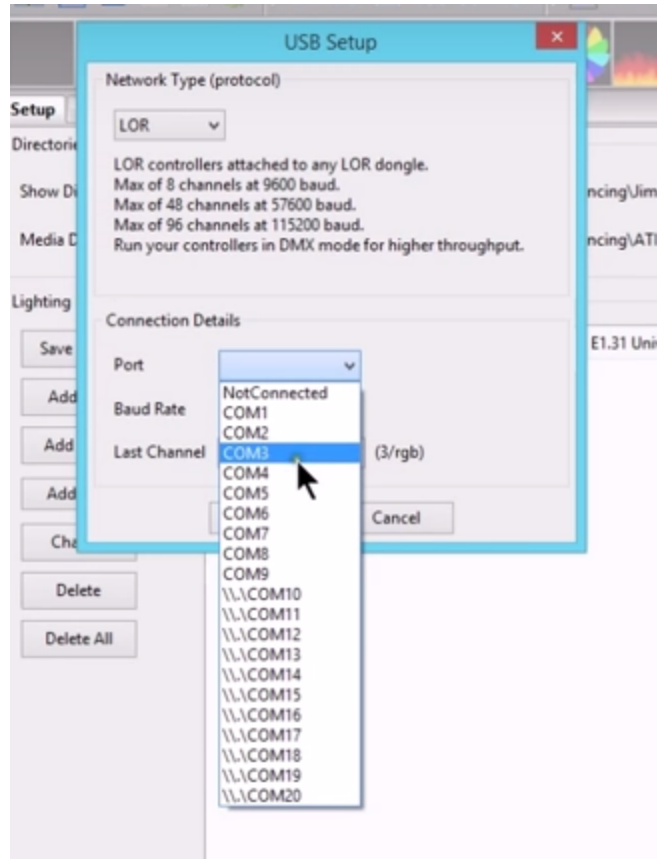 USB Setup
Network Type (protocol)
Setup
LOR
LOR controllers attached to any LOR dongle.
Max of 8 channels at 9600 baud.
Max of 48 channels at 57600 baud.
Max of 96 channels at 115200 baud.
Run your controllers in DMX mode for higher throughput.
Directorie
Show Di
ncing\Jim
Media D
ncing\ATI
Lighting
Connection Details
Save
E1.31 Univ
Port
NotConnected
Add
Baud Rate
COM1
COM2
Add
Last Channel
COM3
(3/rgb)
COM4
Add
COM5
COM6
Cancel
COM7
Cha
COM8
COM9
Delete
\\.\COM10
\\.\COM11
\\.\COM12
Delete All
\\.\COM13
\\.\COM14
\\.\COM15
\\.\COM16
\\.\COM17
\\.\COM18
\\.\COM19
\\.\COM20